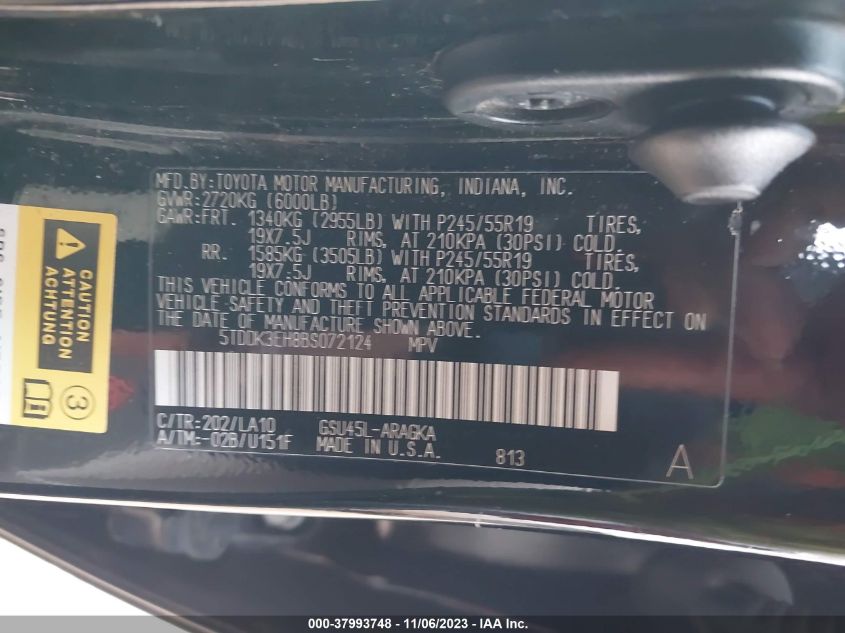 MFD.BY:TOYOTA MOTOR MANUFACTURING, INDIANA, INC.
GVWR:2720KG (6000LB)
GAWR:FRT. 1340KG (2955LB) WITH P245/55R19 TIRES,
19X7.5J RIMS, AT 210KPA (30PSI) COLD.
RR. 1585KG (3505LB) WITH P245/55R19 TIRES,
19X7.5J RIMS, AT 210KPA (30PSI) COLD.
THIS VEHICLE CONFORMS TO ALL APPLICABLE FEDERAL MOTOR
VEHICLE SAFETY AND THEFT PREVENTION STANDARDS IN EFFECT ON
THE DATE OF MANUFACTURE SHOWN ABOVE.
5TDDK3EH8BS072124 MPV
C/TR:202/LA10 GSU45L-ARAGKA
A/TM:-02B/U151F MADE IN U.S.A. 813
A
CAUTION
ATTENTION
ACHTUNG
3
000-37993748 - 11/06/2023 - IAA Inc.